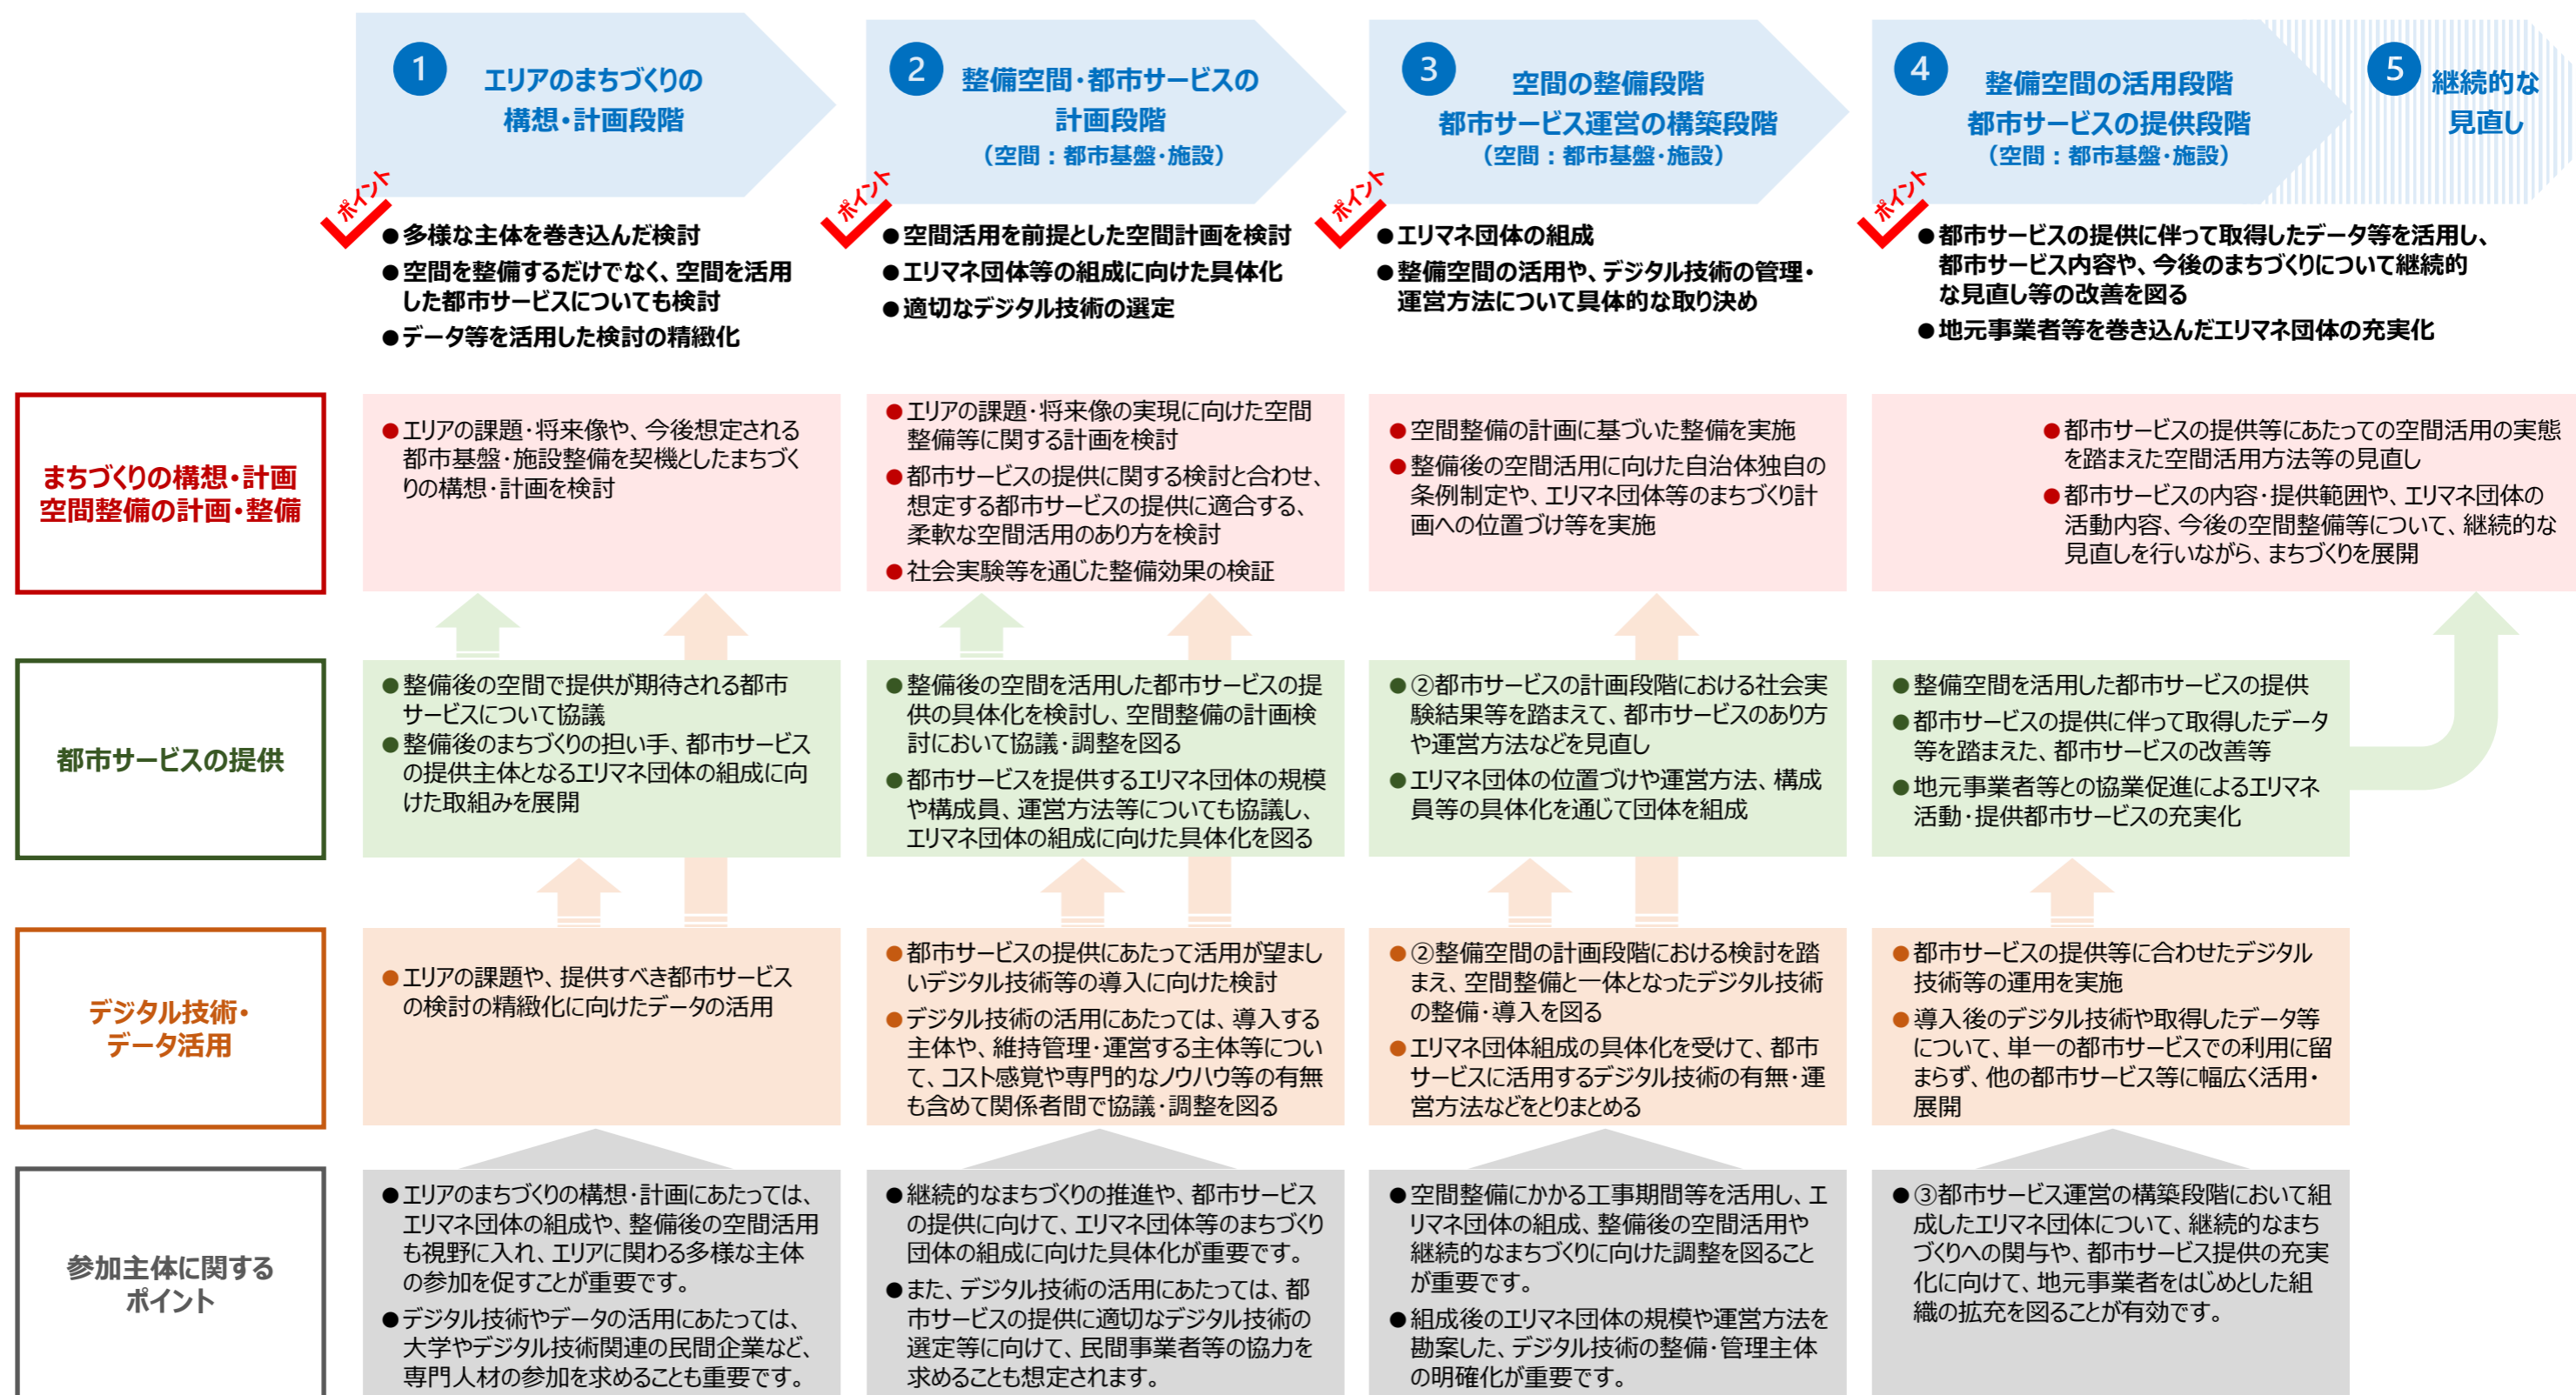 1
エリアのまちづくりの
構想・計画段階
2
整備空間・都市サービスの
計画段階
（空間：都市基盤・施設）
3
空間の整備段階
都市サービス運営の構築段階
（空間：都市基盤・施設）
4
整備空間の活用段階
都市サービスの提供段階
（空間：都市基盤・施設）
5
継続的な
見直し
ポイント
●多様な主体を巻き込んだ検討
●空間を整備するだけでなく、空間を活用
した都市サービスについても検討
●データ等を活用した検討の精緻化
ポイント
●空間活用を前提とした空間計画を検討
●エリマネ団体等の組成に向けた具体化
●適切なデジタル技術の選定
ポイント
●エリマネ団体の組成
●整備空間の活用や、デジタル技術の管理・
運営方法について具体的な取り決め
ポイント
●都市サービスの提供に伴って取得したデータ等を活用し、
都市サービス内容や、今後のまちづくりについて継続的
な見直し等の改善を図る
●地元事業者等を巻き込んだエリマネ団体の充実化
まちづくりの構想・計画
空間整備の計画・整備
●エリアの課題・将来像や、今後想定される
都市基盤・施設整備を契機としたまちづく
りの構想・計画を検討
●エリアの課題・将来像の実現に向けた空間
整備等に関する計画を検討
●都市サービスの提供に関する検討と合わせ、
想定する都市サービスの提供に適合する、
柔軟な空間活用のあり方を検討
●社会実験等を通じた整備効果の検証
●空間整備の計画に基づいた整備を実施
●整備後の空間活用に向けた自治体独自の
条例制定や、エリマネ団体等のまちづくり計
画への位置づけ等を実施
●都市サービスの提供等にあたっての空間活用の実態
を踏まえた空間活用方法等の見直し
●都市サービスの内容・提供範囲や、エリマネ団体の
活動内容、今後の空間整備等について、継続的な
見直しを行いながら、まちづくりを展開
都市サービスの提供
●整備後の空間で提供が期待される都市
サービスについて協議
●整備後のまちづくりの担い手、都市サービス
の提供主体となるエリマネ団体の組成に向
けた取組みを展開
●整備後の空間を活用した都市サービスの提
供の具体化を検討し、空間整備の計画検
討において協議・調整を図る
●都市サービスを提供するエリマネ団体の規模
や構成員、運営方法等についても協議し、
エリマネ団体の組成に向けた具体化を図る
●②都市サービスの計画段階における社会実
験結果等を踏まえて、都市サービスのあり方
や運営方法などを見直し
●エリマネ団体の位置づけや運営方法、構成
員等の具体化を通じて団体を組成
●整備空間を活用した都市サービスの提供
●都市サービスの提供に伴って取得したデータ
等を踏まえた、都市サービスの改善等
●地元事業者等との協業促進によるエリマネ
活動・提供都市サービスの充実化
デジタル技術・
データ活用
●エリアの課題や、提供すべき都市サービス
の検討の精緻化に向けたデータの活用
●都市サービスの提供にあたって活用が望まし
いデジタル技術等の導入に向けた検討
●デジタル技術の活用にあたっては、導入する
主体や、維持管理・運営する主体等につい
て、コスト感覚や専門的なノウハウ等の有無
も含めて関係者間で協議・調整を図る
●②整備空間の計画段階における検討を踏
まえ、空間整備と一体となったデジタル技術
の整備・導入を図る
●エリマネ団体組成の具体化を受けて、都市
サービスに活用するデジタル技術の有無・運
営方法などをとりまとめる
●都市サービスの提供等に合わせたデジタル
技術等の運用を実施
●導入後のデジタル技術や取得したデータ等
について、単一の都市サービスでの利用に留
まらず、他の都市サービス等に幅広く活用・
展開
参加主体に関する
ポイント
●エリアのまちづくりの構想・計画にあたっては、
エリマネ団体の組成や、整備後の空間活用
も視野に入れ、エリアに関わる多様な主体
の参加を促すことが重要です。
●デジタル技術やデータの活用にあたっては、
大学やデジタル技術関連の民間企業など、
専門人材の参加を求めることも重要です。
●継続的なまちづくりの推進や、都市サービス
の提供に向けて、エリマネ団体等のまちづくり
団体の組成に向けた具体化が重要です。
●また、デジタル技術の活用にあたっては、都
市サービスの提供に適切なデジタル技術の
選定等に向けて、民間事業者等の協力を
求めることも想定されます。
●空間整備にかかる工事期間等を活用し、エ
リマネ団体の組成、整備後の空間活用や
継続的なまちづくりに向けた調整を図ること
が重要です。
●組成後のエリマネ団体の規模や運営方法を
勘案した、デジタル技術の整備・管理主体
の明確化が重要です。
●③都市サービス運営の構築段階において組
成したエリマネ団体について、継続的なまち
づくりへの関与や、都市サービス提供の充実
化に向けて、地元事業者をはじめとした組
織の拡充を図ることが有効です。